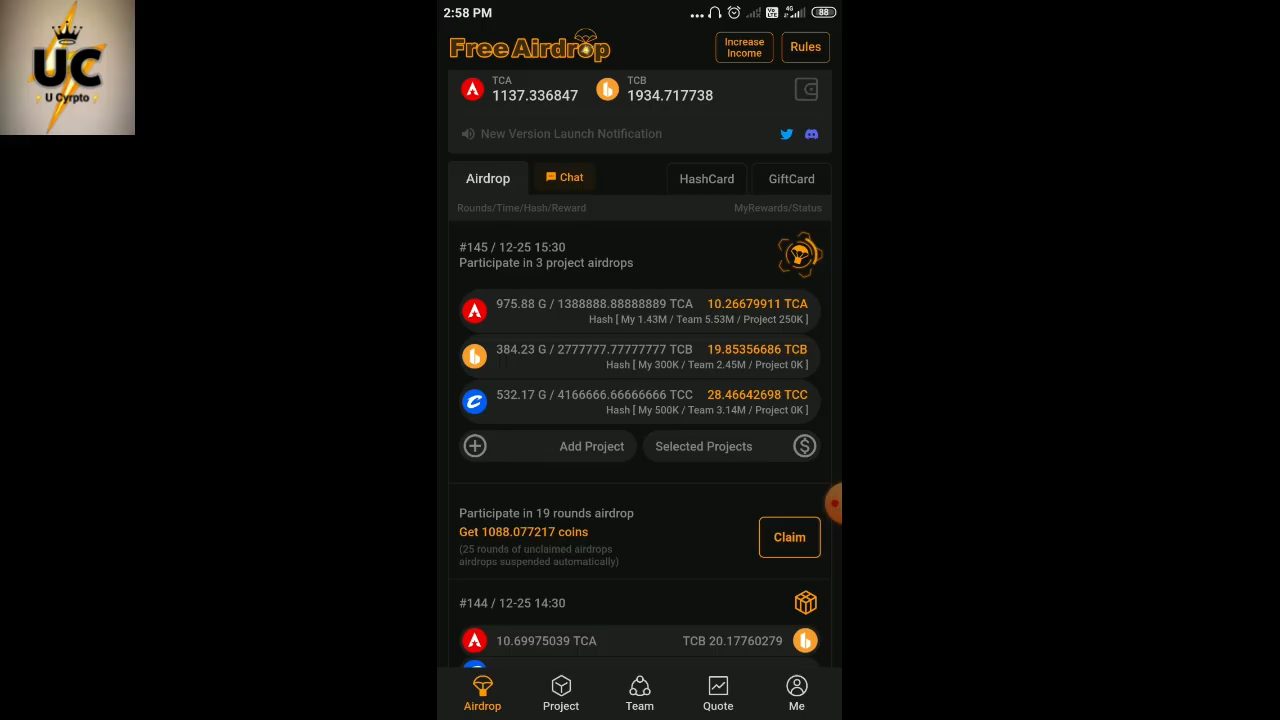 UC
U Cyrpto
2:58 PM
4G
88
Free Airdrop
Increase
Income
Rules
TCA
1137.336847
TCB
1934.717738
New Version Launch Notification
Airdrop
Chat
HashCard
GiftCard
Rounds/Time/Hash/Reward
MyRewards/Status
#145 / 12-25 15:30
Participate in 3 project airdrops
975.88 G / 1388888.88888889 TCA 10.26679911 TCA
Hash [ My 1.43M / Team 5.53M / Project 250K ]
384.23 G / 2777777.77777777 TCB 19.85356686 TCB
Hash [ My 300K / Team 2.45M / Project 0K ]
532.17 G / 4166666.66666666 TCC 28.46642698 TCC
Hash [ My 500K / Team 3.14M / Project 0K ]
Add Project
Selected Projects
Participate in 19 rounds airdrop
Get 1088.077217 coins
(25 rounds of unclaimed airdrops
airdrops suspended automatically)
Claim
#144 / 12-25 14:30
10.69975039 TCA
TCB 20.17760279
Airdrop
Project
Team
Quote
Me